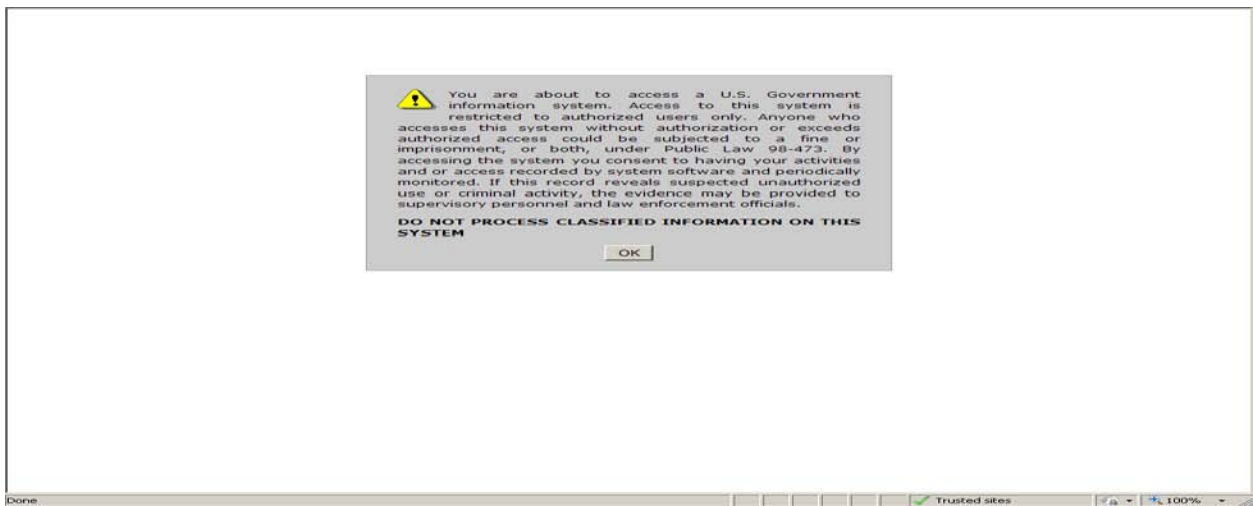 You are about to access a U.S. Government
information system. Access to this system is
restricted to authorized users only. Anyone who
accesses this system without authorization or exceeds
authorized access could be subjected to a fine or
imprisonment, or both, under Public Law 98-473. By
accessing the system you consent to having your activities
and or access recorded by system software and periodically
monitored. If this record reveals suspected unauthorized
use or criminal activity, the evidence may be provided to
supervisory personnel and law enforcement officials.
DO NOT PROCESS CLASSIFIED INFORMATION ON THIS
SYSTEM
OK
Done
Trusted sites
100%